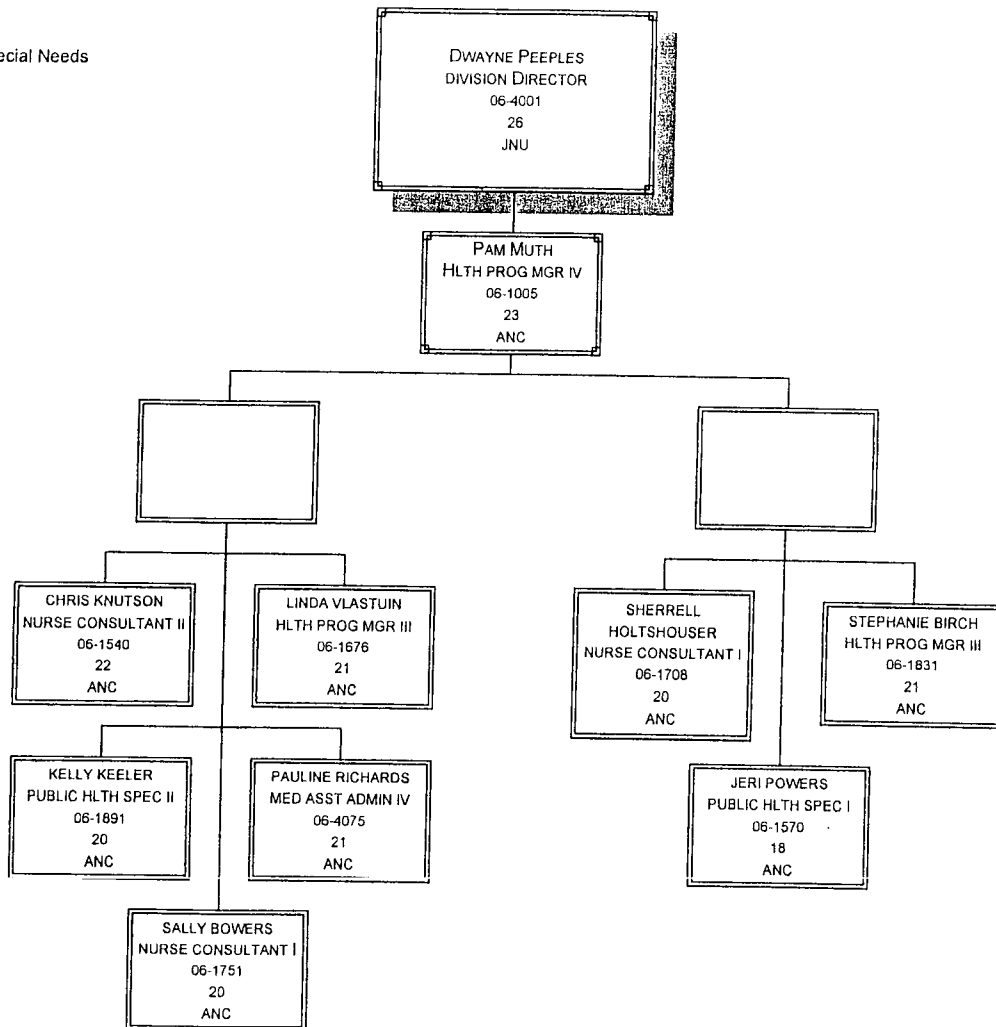 ecial Needs
DWAYNE PEEPLES
DIVISION DIRECTOR
06-4001
26
JNU
PAM MUTH
HLTH PROG MGR IV
06-1005
23
ANC
CHRIS KNUTSON
NURSE CONSULTANT II
06-1540
22
ANC
LINDA VLASTUIN
HLTH PROG MGR III
06-1676
21
ANC
SHERRELL
HOLTSHOUSER
NURSE CONSULTANT I
06-1708
20
ANC
STEPHANIE BIRCH
HLTH PROG MGR III
06-1831
21
ANC
KELLY KEELER
PUBLIC HLTH SPEC II
06-1891
20
ANC
PAULINE RICHARDS
MED ASST ADMIN IV
06-4075
21
ANC
JERI POWERS
PUBLIC HLTH SPEC I
06-1570
18
ANC
SALLY BOWERS
NURSE CONSULTANT I
06-1751
20
ANC